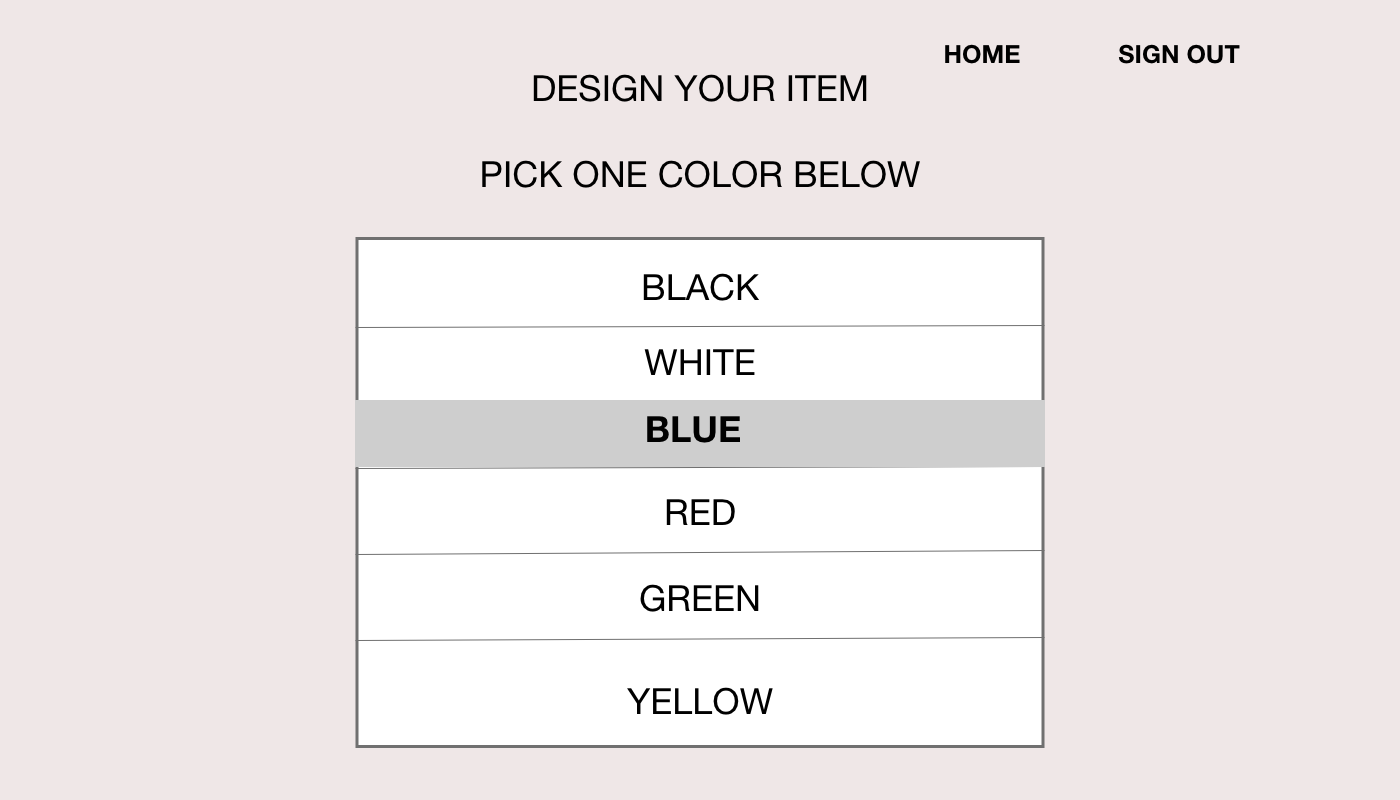 HOME SIGN OUT
DESIGN YOUR ITEM
PICK ONE COLOR BELOW
BLACK
WHITE
BLUE
RED
GREEN
YELLOW